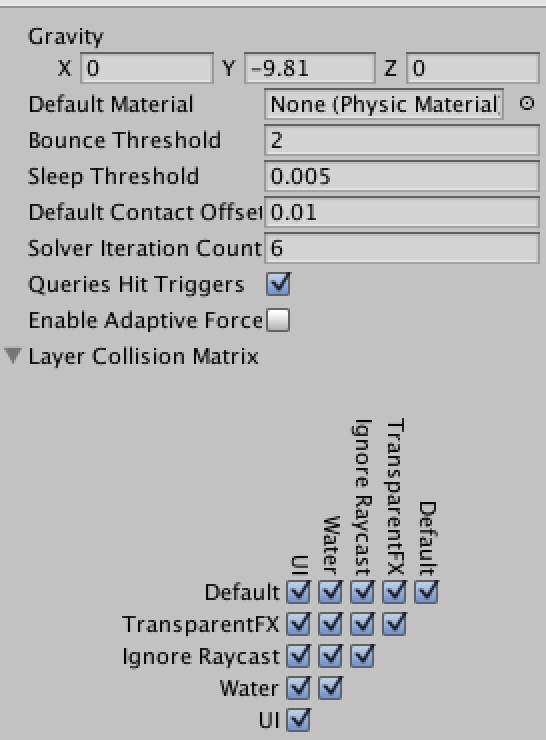 Gravity
X 0 Y -9.81 Z 0
Default Material None (Physic Material
Bounce Threshold 2
Sleep Threshold 0.005
Default Contact Offset 0.01
Solver Iteration Count 6
Queries Hit Triggers
Enable Adaptive Force
Layer Collision Matrix
UI Water Ignore Raycast TransparentFX Default
Default
TransparentFX
Ignore Raycast
Water
UI